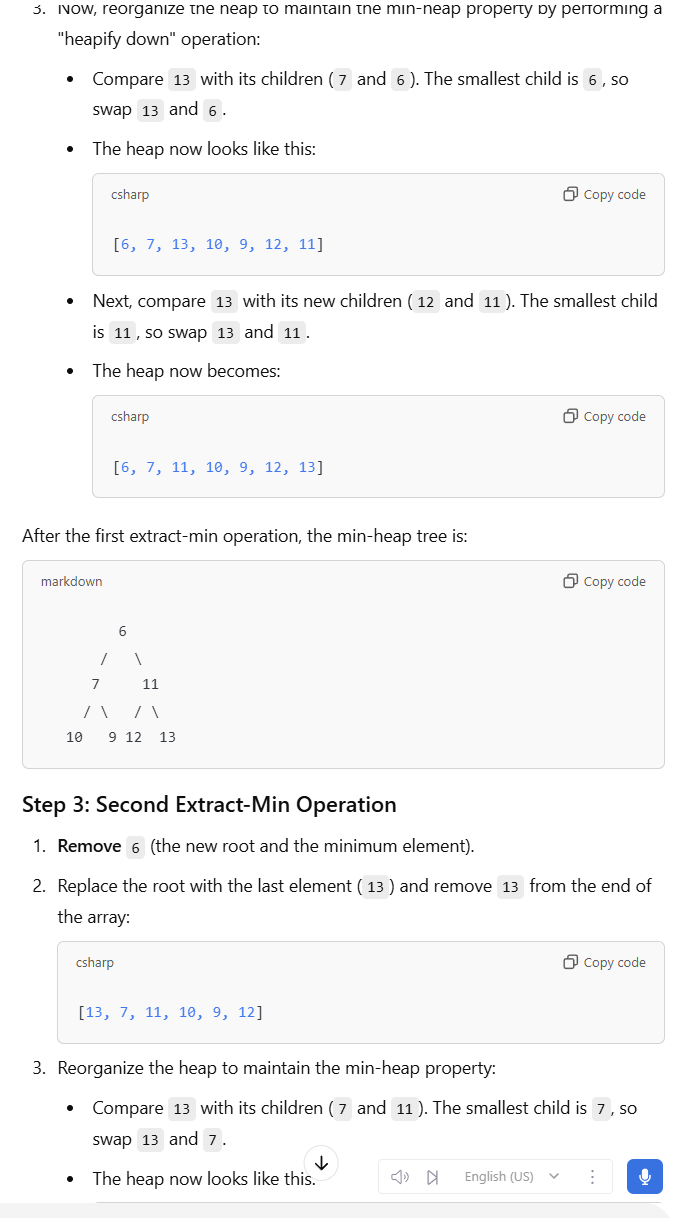 3. Now, reorganize the heap to maintain the min-heap property by performing a
"heapify down" operation:
• Compare 13 with its children ( 7 and 6 ). The smallest child is 6 , so
swap 13 and 6 .
• The heap now looks like this:
csharp Copy code
[6, 7, 13, 10, 9, 12, 11]
• Next, compare 13 with its new children ( 12 and 11 ). The smallest child
is 11 , so swap 13 and 11 .
• The heap now becomes:
csharp Copy code
[6, 7, 11, 10, 9, 12, 13]
After the first extract-min operation, the min-heap tree is:
markdown Copy code
6
/ \
7 11
/ \ / \
10 9 12 13
Step 3: Second Extract-Min Operation
1. Remove 6 (the new root and the minimum element).
2. Replace the root with the last element ( 13 ) and remove 13 from the end of
the array:
csharp Copy code
[13, 7, 11, 10, 9, 12]
3. Reorganize the heap to maintain the min-heap property:
• Compare 13 with its children ( 7 and 11 ). The smallest child is 7 , so
swap 13 and 7 .
• The heap now looks like this:
English (US)